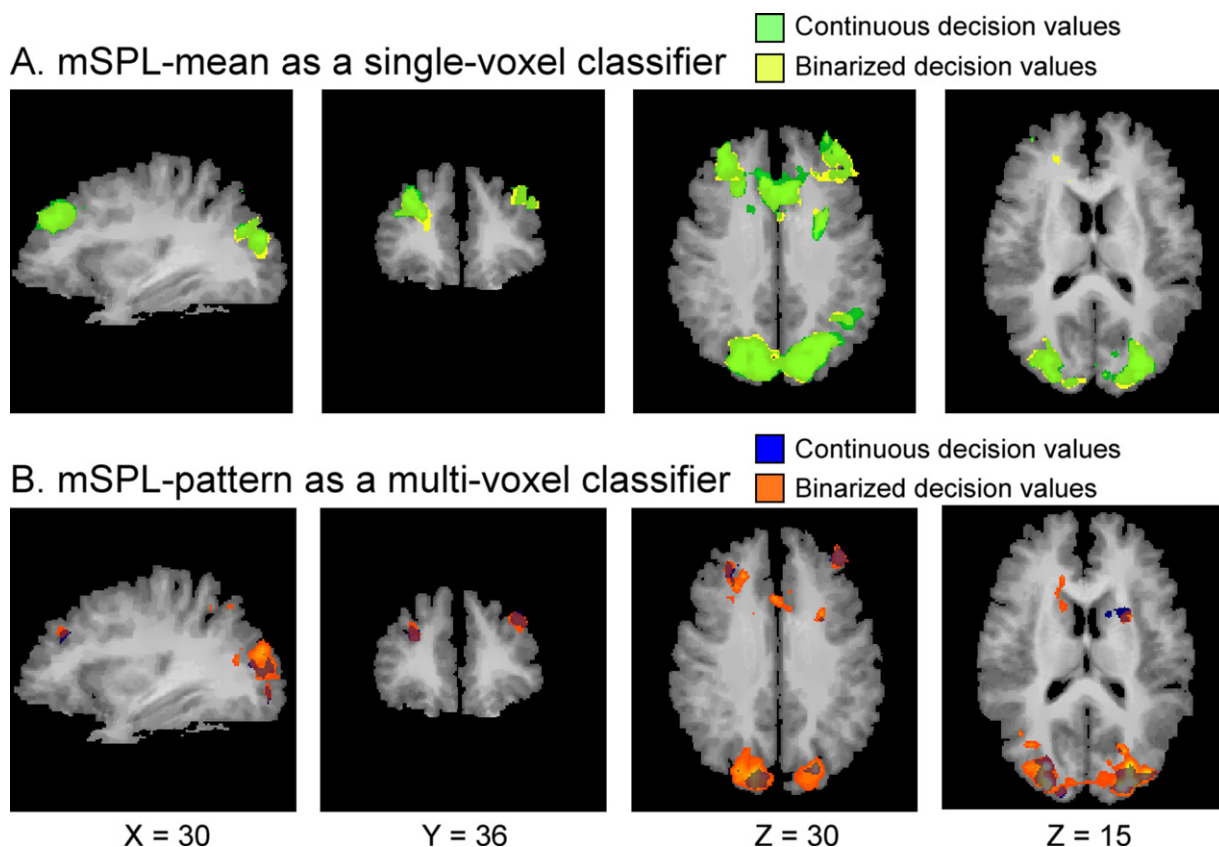 A. mSPL-mean as a single-voxel classifier
Continuous decision values
Binarized decision values
B. mSPL-pattern as a multi-voxel classifier
Continuous decision values
Binarized decision values
X = 30
Y = 36
Z = 30
Z = 15